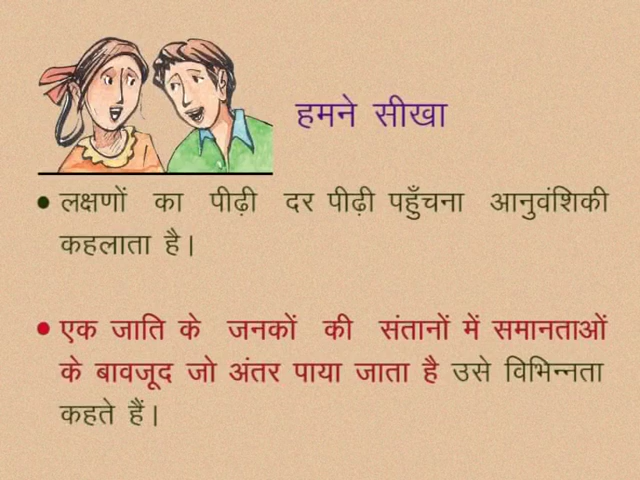 हमने सीखा
• लक्षणों का पीढ़ी दर पीढ़ी पहुँचना आनुवंशिकी
कहलाता है।
• एक जाति के जनकों की संतानों में समानताओं
के बावजूद जो अंतर पाया जाता है उसे विभिन्नता
कहते हैं।